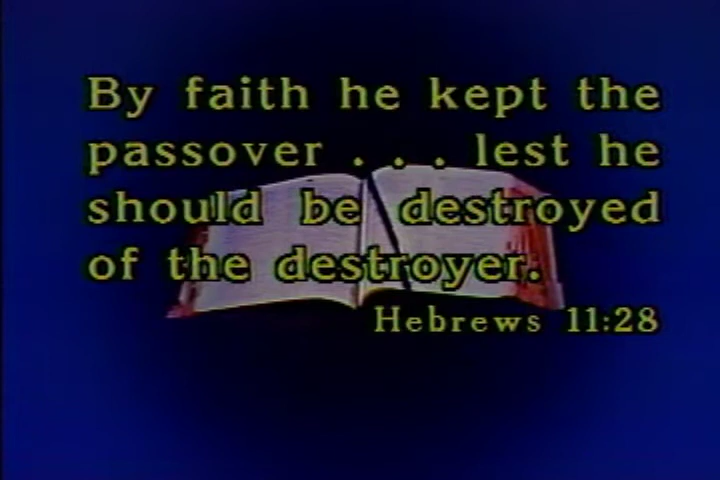 By faith he kept the
passover . . . lest he
should be destroyed
of the destroyer.
Hebrews 11:28